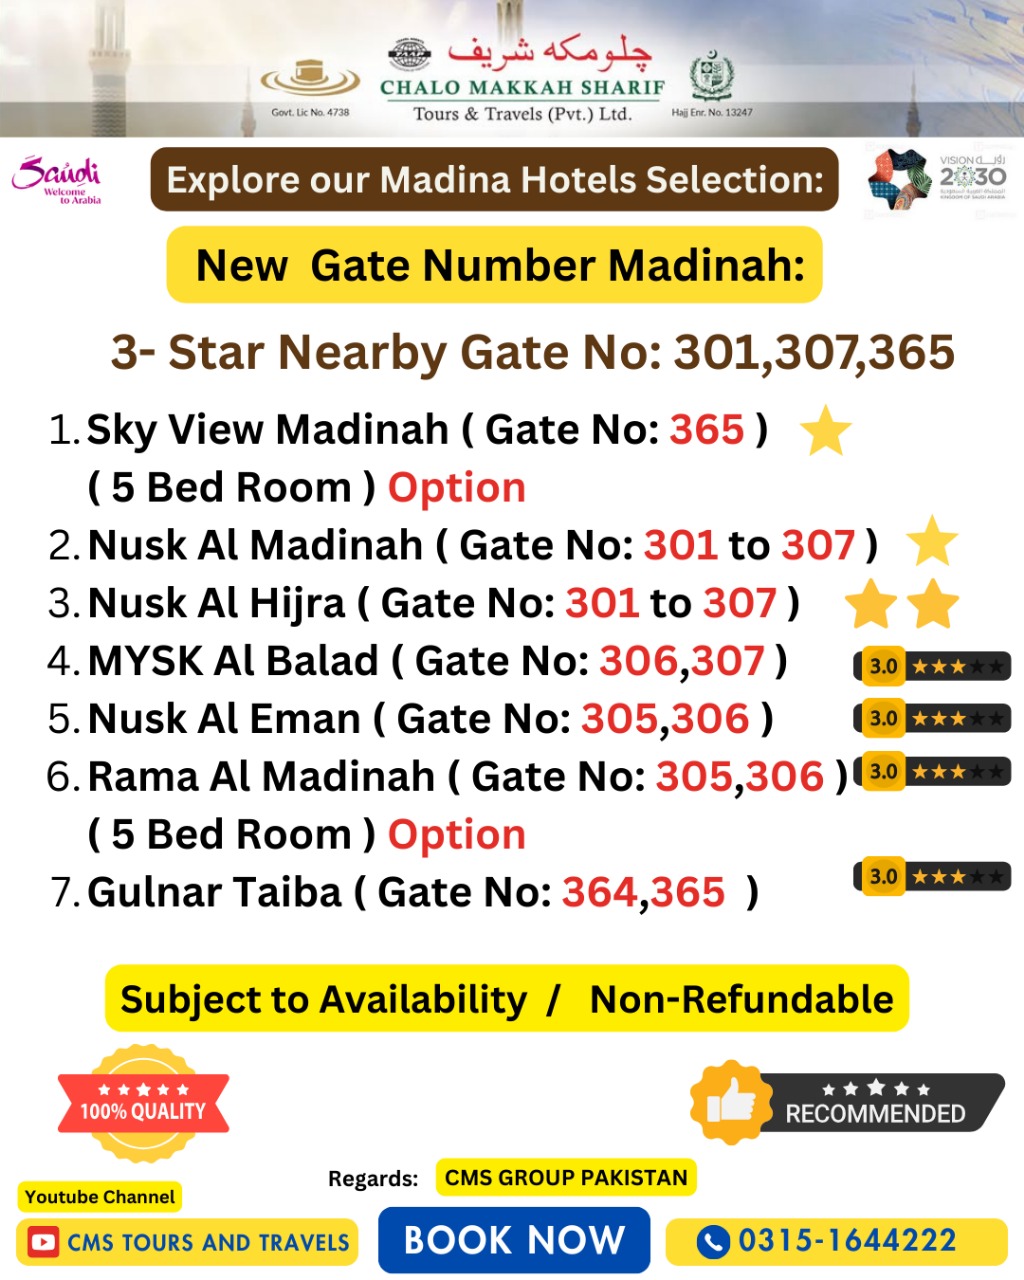 چلو مکه شریف
CHALO MAKKAH SHARIF
Tours & Travels (Pvt.) Ltd.
Govt. Lic No. 4738
Hajj Enr. No. 13247
Saudi
Welcome
to Arabia
Explore our Madina Hotels Selection:
VISION رؤية
2030
KINGDOM OF SAUDI ARABIA
New Gate Number Madinah:
3- Star Nearby Gate No: 301,307,365
1. Sky View Madinah ( Gate No: 365 )
( 5 Bed Room ) Option
2. Nusk Al Madinah ( Gate No: 301 to 307 )
3. Nusk Al Hijra ( Gate No: 301 to 307 )
4. MYSK Al Balad ( Gate No: 306,307 )
3.0
5. Nusk Al Eman ( Gate No: 305,306 )
3.0
6. Rama Al Madinah ( Gate No: 305,306 )
3.0
( 5 Bed Room ) Option
7. Gulnar Taiba ( Gate No: 364,365 )
3.0
Subject to Availability / Non-Refundable
100% QUALITY
RECOMMENDED
Regards: CMS GROUP PAKISTAN
Youtube Channel
CMS TOURS AND TRAVELS
BOOK NOW
0315-1644222